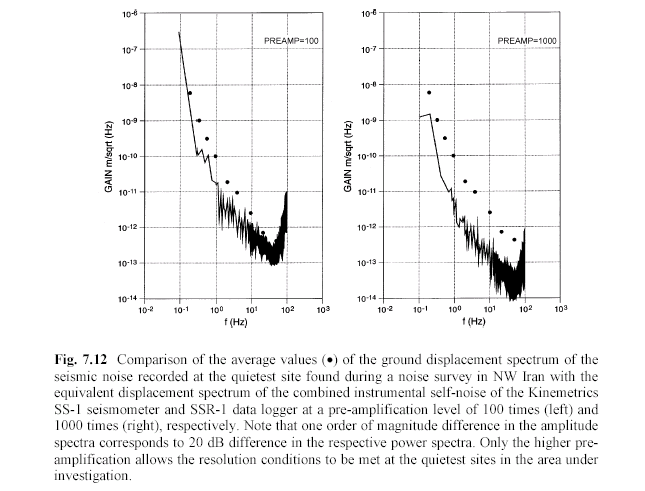 10-6
10-7
10-8
10-9
10-10
10-11
10-12
10-13
10-14
GAIN m/sqrt (Hz)
PREAMP=100
10-2 10-1 100 101 102 103
f (Hz)
10-6
10-7
10-8
10-9
10-10
10-11
10-12
10-13
10-14
GAIN m/sqrt (Hz)
PREAMP=1000
10-2 10-1 100 101 102 103
f (Hz)
Fig. 7.12 Comparison of the average values (•) of the ground displacement spectrum of the
seismic noise recorded at the quietest site found during a noise survey in NW Iran with the
equivalent displacement spectrum of the combined instrumental self-noise of the Kinemetrics
SS-1 seismometer and SSR-1 data logger at a pre-amplification level of 100 times (left) and
1000 times (right), respectively. Note that one order of magnitude difference in the amplitude
spectra corresponds to 20 dB difference in the respective power spectra. Only the higher pre-
amplification allows the resolution conditions to be met at the quietest sites in the area under
investigation.